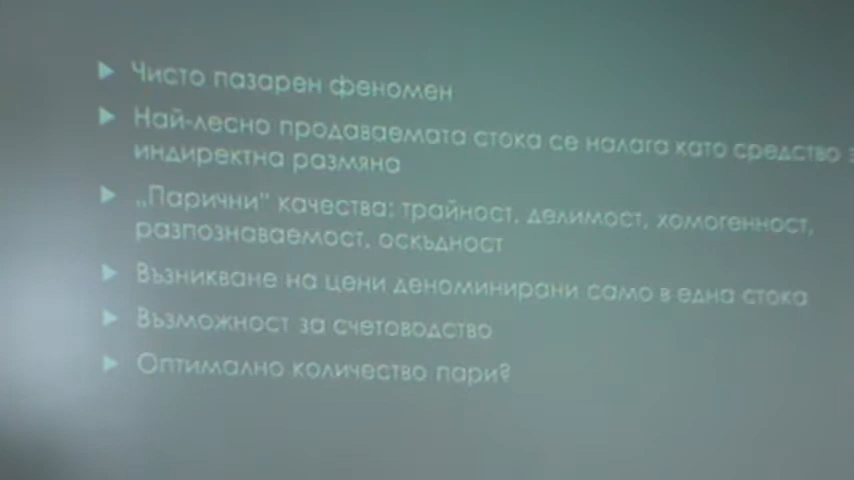 Чисто пазарен феномен
Най-лесно продаваемата стока се налага като средство
индиректна размяна
„Парични“ качества: трайност, делимост, хомогенност,
разпознаваемост, оскъдност
Възникване на цени деноминирани само в една стока
Възможност за счетоводство
Оптимално количество пари?